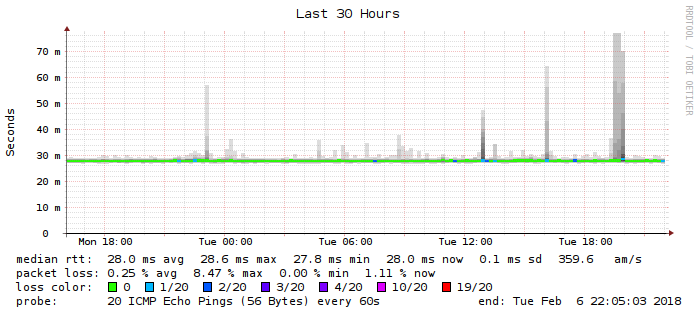 Last 30 Hours
RRDTOOL / TOBI OETIKER
Seconds
70 m
60 m
50 m
40 m
30 m
20 m
10 m
0
Mon 18:00 Tue 00:00 Tue 06:00 Tue 12:00 Tue 18:00
median rtt: 28.0 ms avg 28.6 ms max 27.8 ms min 28.0 ms now 0.1 ms sd 359.6 am/s
packet loss: 0.25 % avg 8.47 % max 0.00 % min 1.11 % now
loss color: 0 1/20 2/20 3/20 4/20 10/20 19/20
probe: 20 ICMP Echo Pings (56 Bytes) every 60s end: Tue Feb 6 22:05:03 2018